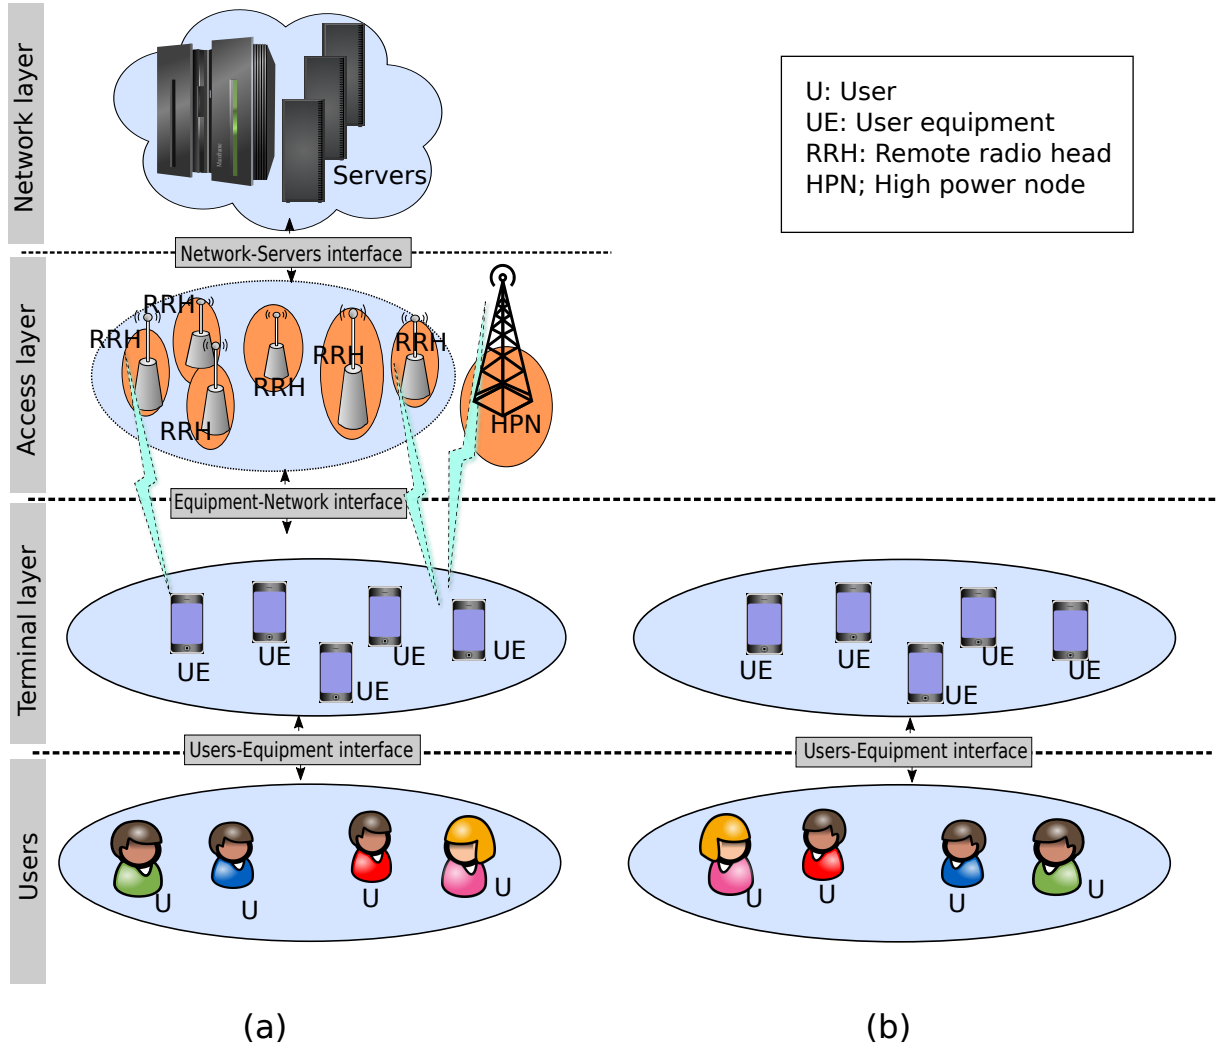 Network layer
Servers
U: User
UE: User equipment
RRH: Remote radio head
HPN; High power node
Network-Servers interface
Access layer
RRH
RRH
RRH
RRH
RRH
RRH
HPN
Equipment-Network interface
Terminal layer
UE
UE
UE
UE
UE
UE
UE
UE
UE
UE
Users-Equipment interface
Users-Equipment interface
Users
U
U
U
U
U
U
U
U
(a)
(b)